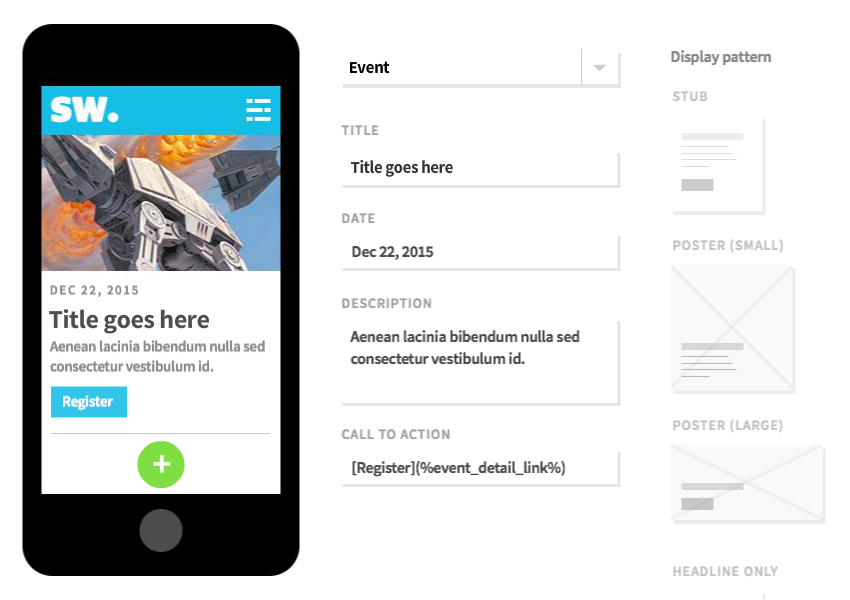 SW.
DEC 22, 2015
Title goes here
Aenean lacinia bibendum nulla sed
consectetur vestibulum id.
Register
+
Event
TITLE
Title goes here
DATE
Dec 22, 2015
DESCRIPTION
Aenean lacinia bibendum nulla sed
consectetur vestibulum id.
CALL TO ACTION
[Register](%event_detail_link%)
Display pattern
STUB
POSTER (SMALL)
POSTER (LARGE)
HEADLINE ONLY